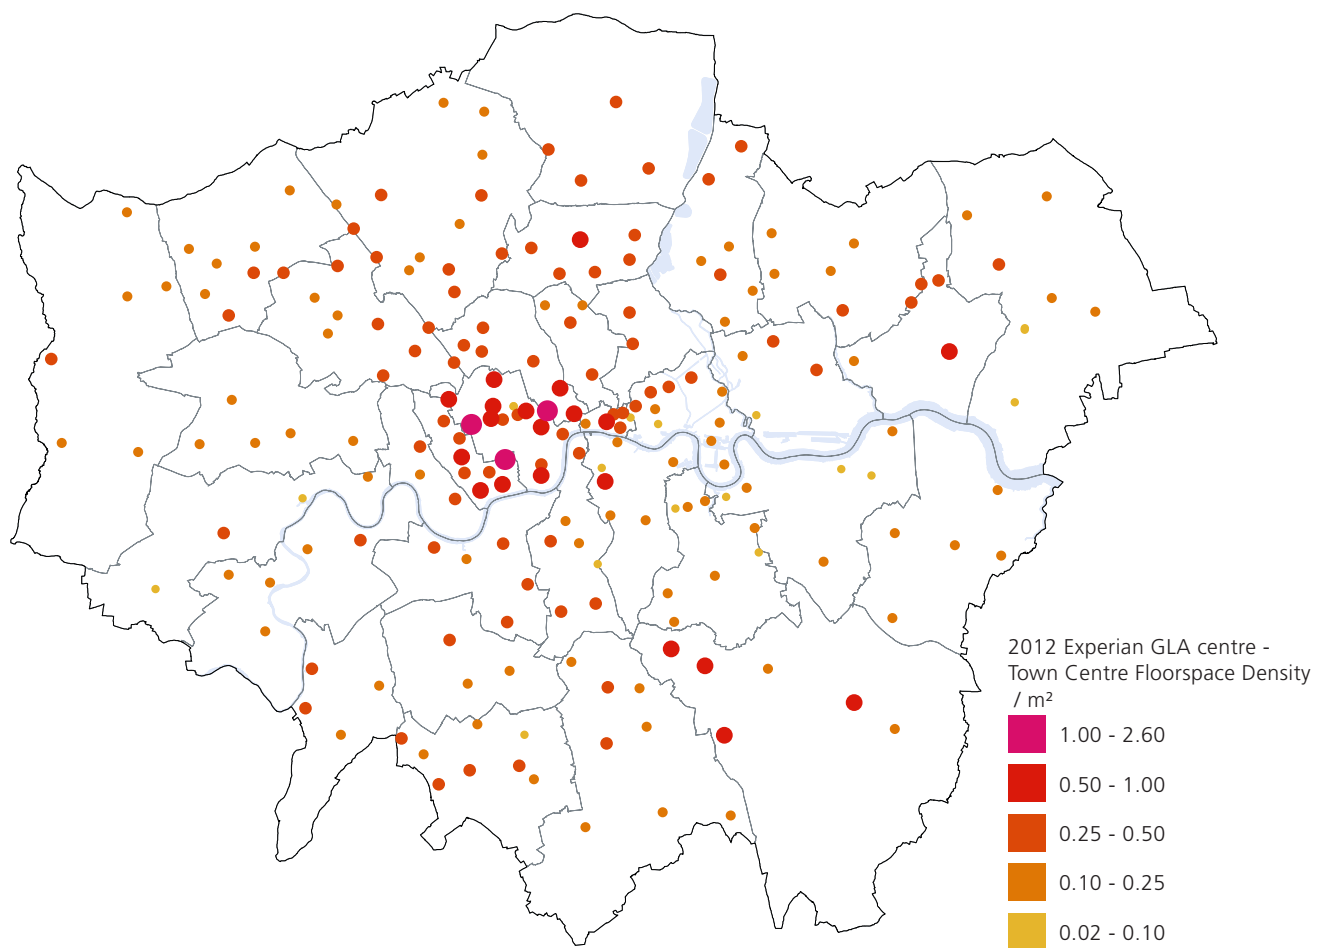 2012 Experian GLA centre -
Town Centre Floorspace Density
/ m²
1.00 - 2.60
0.50 - 1.00
0.25 - 0.50
0.10 - 0.25
0.02 - 0.10